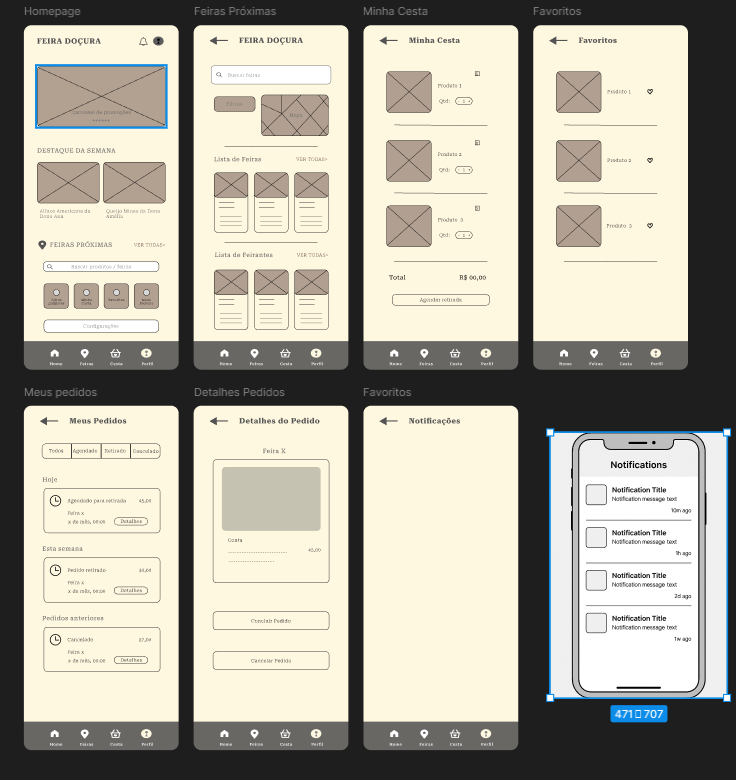 Homepage
FEIRA DOÇURA
Carrossel de promoções
DESTAQUE DA SEMANA
Alface Americana da
Dona Ana
Queijo Minas da Dona
Amélia
FEIRAS PRÓXIMAS
VER TODAS>
Buscar produtos / feiras
Favoritos
Configurações
Home
Feiras
Cesta
Perfil
Feiras Próximas
FEIRA DOÇURA
Buscar feiras
Filtros
Mapa
Lista de Feiras
VER TODAS>
Lista de Feirantes
VER TODAS>
Home
Feiras
Cesta
Perfil
Minha Cesta
Minha Cesta
Produto 1
Qtd:
- 1 +
Produto 2
Qtd:
- 1 +
Produto 3
Qtd:
- 1 +
Total
R$ 00,00
Agendar retirada
Home
Feiras
Cesta
Perfil
Favoritos
Favoritos
Produto 1
Produto 2
Produto 3
Home
Feiras
Cesta
Perfil
Meus pedidos
Meus Pedidos
Todos
Agendado
Retirado
Cancelado
Hoje
Agendado para retirada
45,00
Feira x
x de mês, 00:00
Detalhes
Esta semana
Pedido retirado
Feira x
x de mês, 00:00
Detalhes
Pedidos anteriores
Cancelado
27,00
Feira x
x de mês, 00:00
Detalhes
Home
Feiras
Cesta
Perfil
Detalhes Pedidos
Detalhes do Pedido
Feira X
Conta
45,00
Concluir Pedido
Cancelar Pedido
Home
Feiras
Cesta
Perfil
Favoritos
Notificações
Home
Feiras
Cesta
Perfil
Notifications
Notification Title
Notification message text
10m ago
Notification Title
Notification message text
1h ago
Notification Title
Notification message text
2d ago
Notification Title
Notification message text
1w ago
471 707